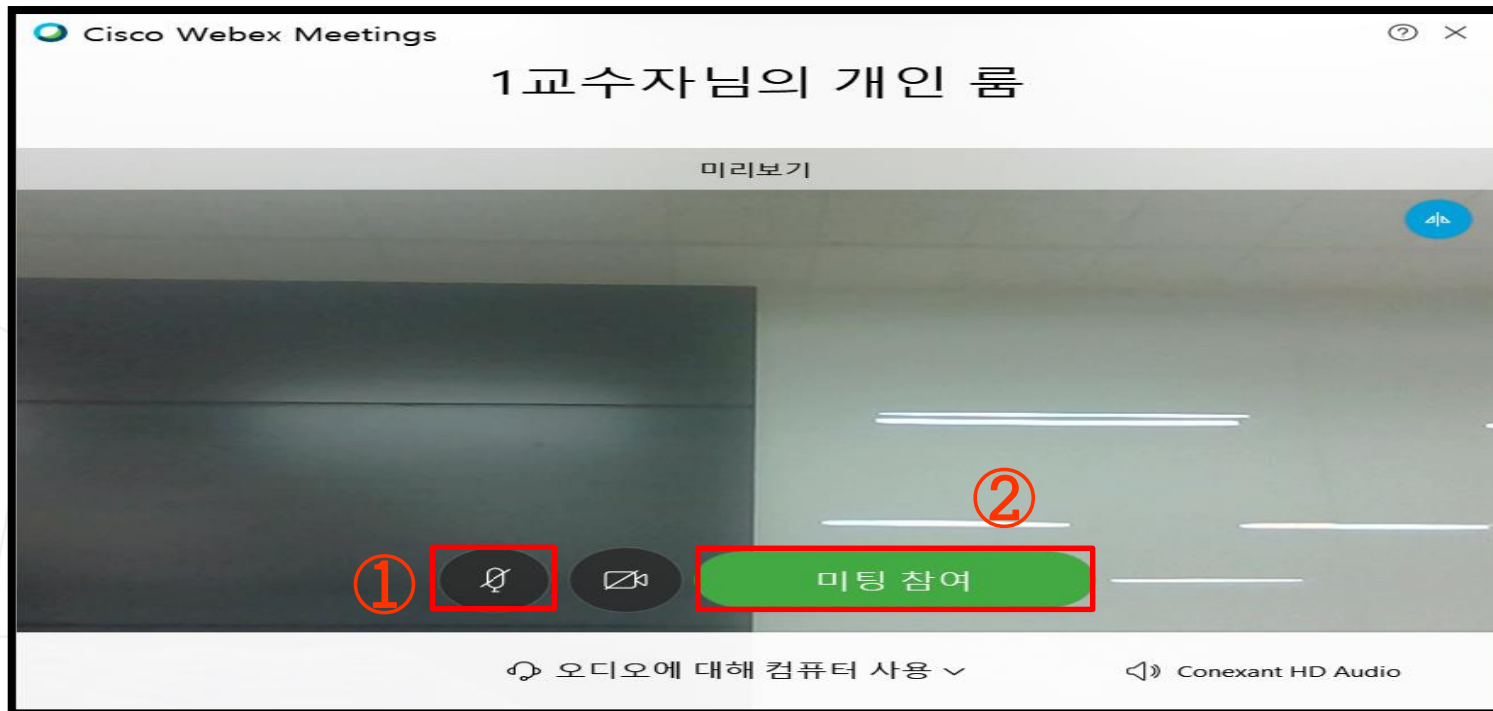 Cisco Webex Meetings
1교수자님의 개인 룸
미리보기
②
①
미팅 참여
오디오에 대해 컴퓨터 사용
Conexant HD Audio